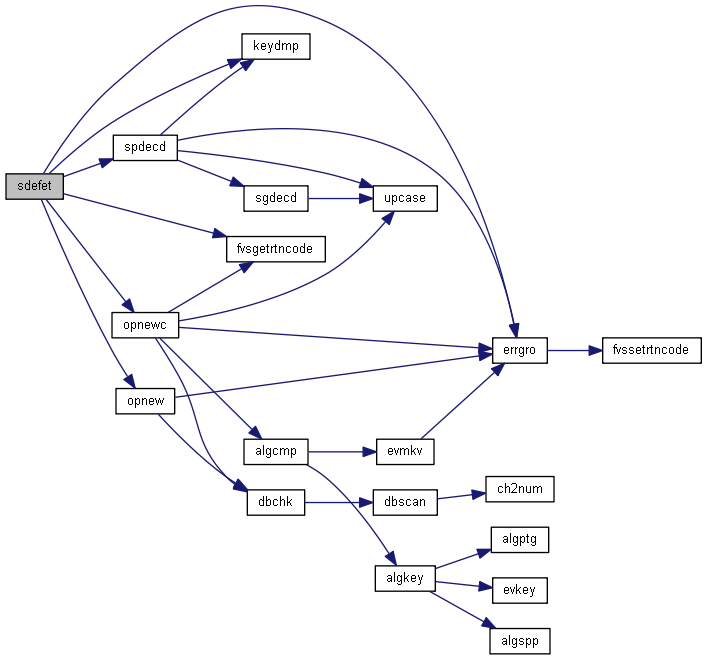 keydmp
spdecd
sdefet
sgdecd
upcase
fvsgetrtncode
opnewc
errgro
fvssetrtncode
opnew
algcmp
evmkv
dbchk
dbscan
ch2num
algptg
algkey
evkey
algspp